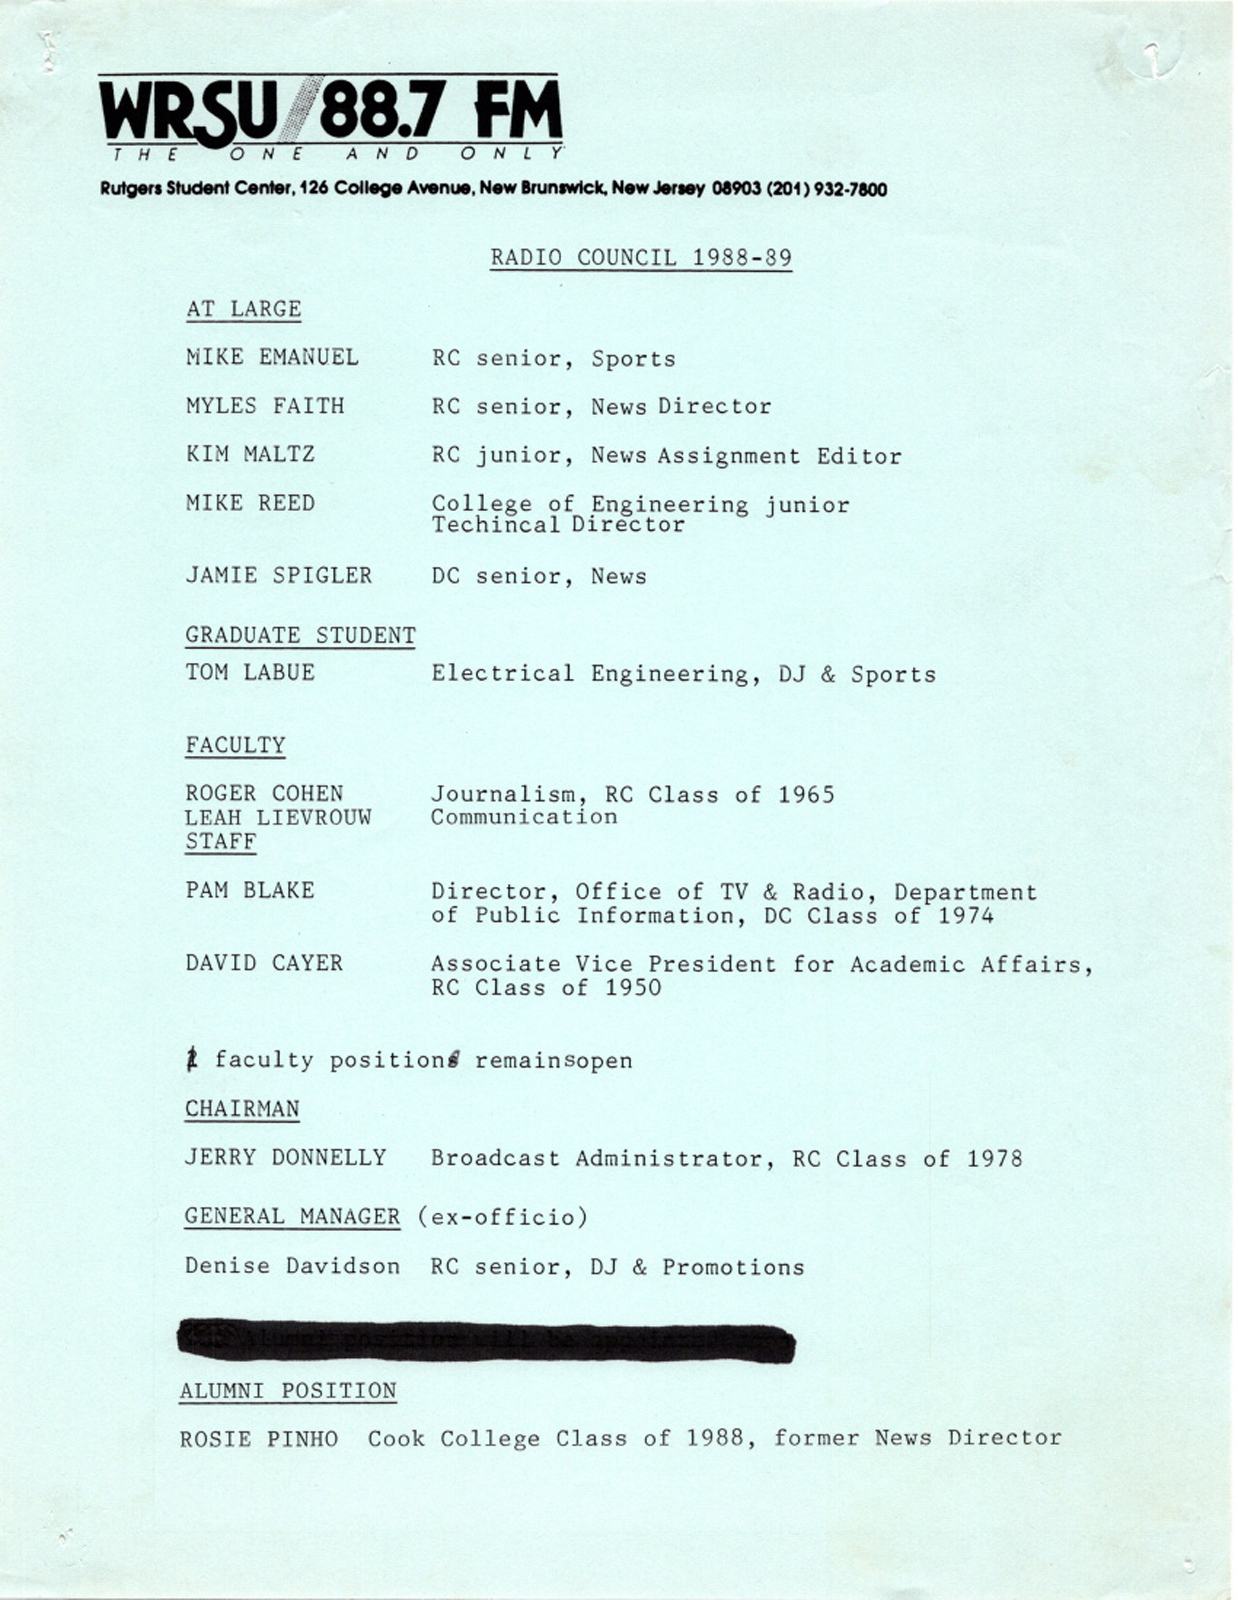 WRSU/88.7 FM
THE ONE AND ONLY
Rutgers Student Center, 126 College Avenue, New Brunswick, New Jersey 08903 (201) 932-7800
RADIO COUNCIL 1988-89
AT LARGE
MIKE EMANUEL RC senior, Sports
MYLES FAITH RC senior, News Director
KIM MALTZ RC junior, News Assignment Editor
MIKE REED College of Engineering junior
Techincal Director
JAMIE SPIGLER DC senior, News
GRADUATE STUDENT
TOM LABUE Electrical Engineering, DJ & Sports
FACULTY
ROGER COHEN Journalism, RC Class of 1965
LEAH LIEVROUW Communication
STAFF
PAM BLAKE Director, Office of TV & Radio, Department
of Public Information, DC Class of 1974
DAVID CAYER Associate Vice President for Academic Affairs,
RC Class of 1950
1 faculty position remains open
CHAIRMAN
JERRY DONNELLY Broadcast Administrator, RC Class of 1978
GENERAL MANAGER (ex-officio)
Denise Davidson RC senior, DJ & Promotions
Alumni position will be
ALUMNI POSITION
ROSIE PINHO Cook College Class of 1988, former News Director